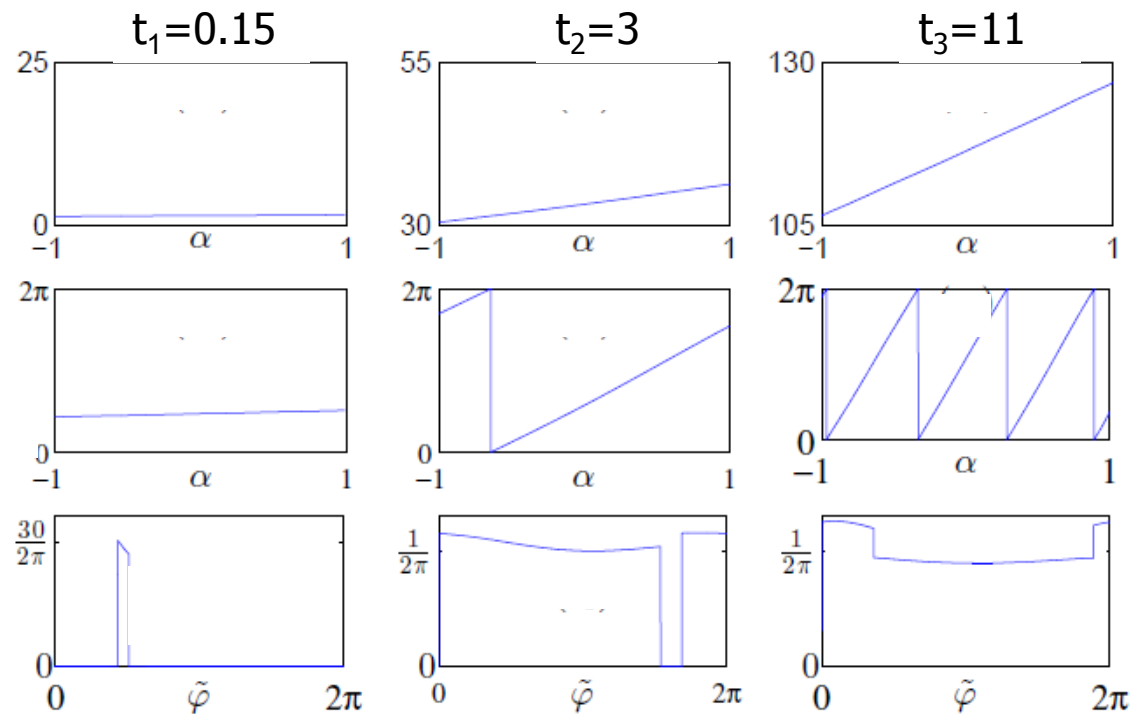 t₁=0.15 t₂=3 t₃=11
25 55 130
0 30 105
−1 α 1 −1 α 1 −1 α 1
2π 2π 2π
0 0 0
−1 α 1 −1 α 1 −1 α 1
30/2π 1/2π 1/2π
0 0 0
0 φ̃ 2π 0 φ̃ 2π 0 φ̃ 2π